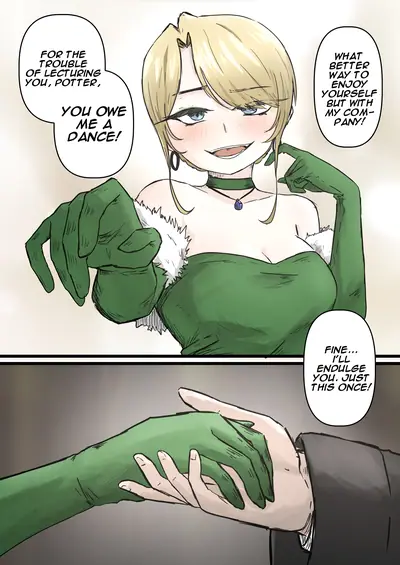 FOR THE
TROUBLE
OF LECTURING
YOU, POTTER,
YOU OWE
ME A
DANCE!
WHAT
BETTER
WAY TO
ENJOY
YOURSELF
BUT WITH
MY COM-
PANY!
FINE...
I'LL
ENDULGE
YOU. JUST
THIS ONCE!